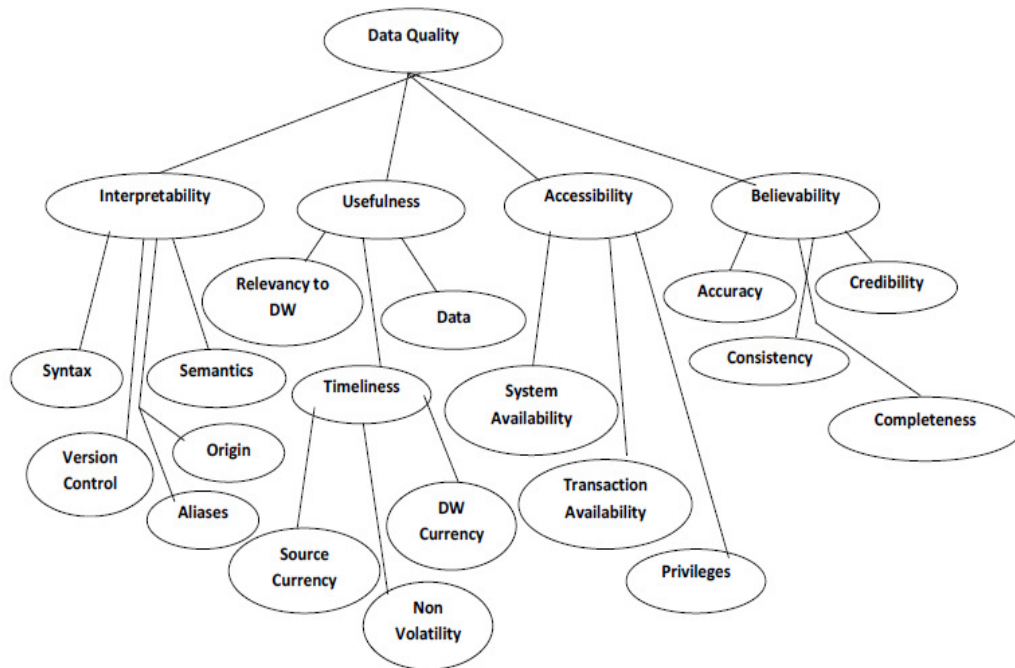 Data Quality
Interpretability
Usefulness
Accessibility
Believability
Relevancy to
DW
Data
Accuracy
Credibility
Syntax
Semantics
Timeliness
System
Availability
Consistency
Completeness
Version
Control
Origin
Aliases
DW
Currency
Transaction
Availability
Source
Currency
Privileges
Non
Volatility